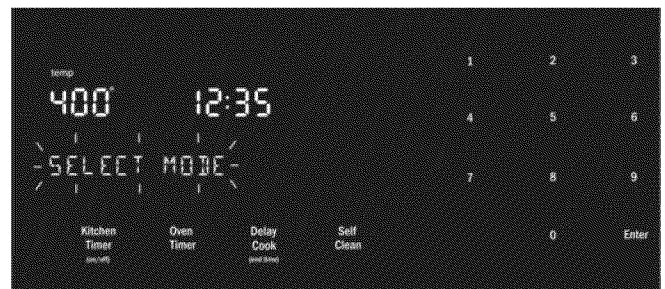 temp
400° 12:35
SELECT MODE
Kitchen Timer (on/off)
Oven Timer
Delay Cook (end time)
Self Clean
1 2 3
4 5 6
7 8 9
0 Enter